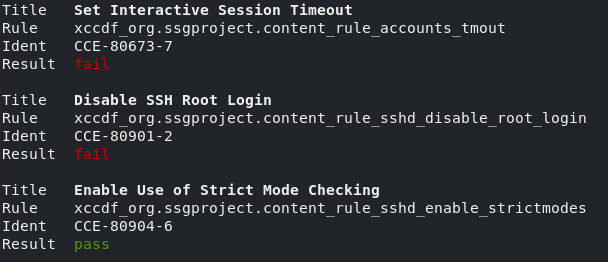 Title   Set Interactive Session Timeout
Rule    xccdf_org.ssgproject.content_rule_accounts_tmout
Ident   CCE-80673-7
Result  fail

Title   Disable SSH Root Login
Rule    xccdf_org.ssgproject.content_rule_sshd_disable_root_login
Ident   CCE-80901-2
Result  fail

Title   Enable Use of Strict Mode Checking
Rule    xccdf_org.ssgproject.content_rule_sshd_enable_strictmodes
Ident   CCE-80904-6
Result  pass